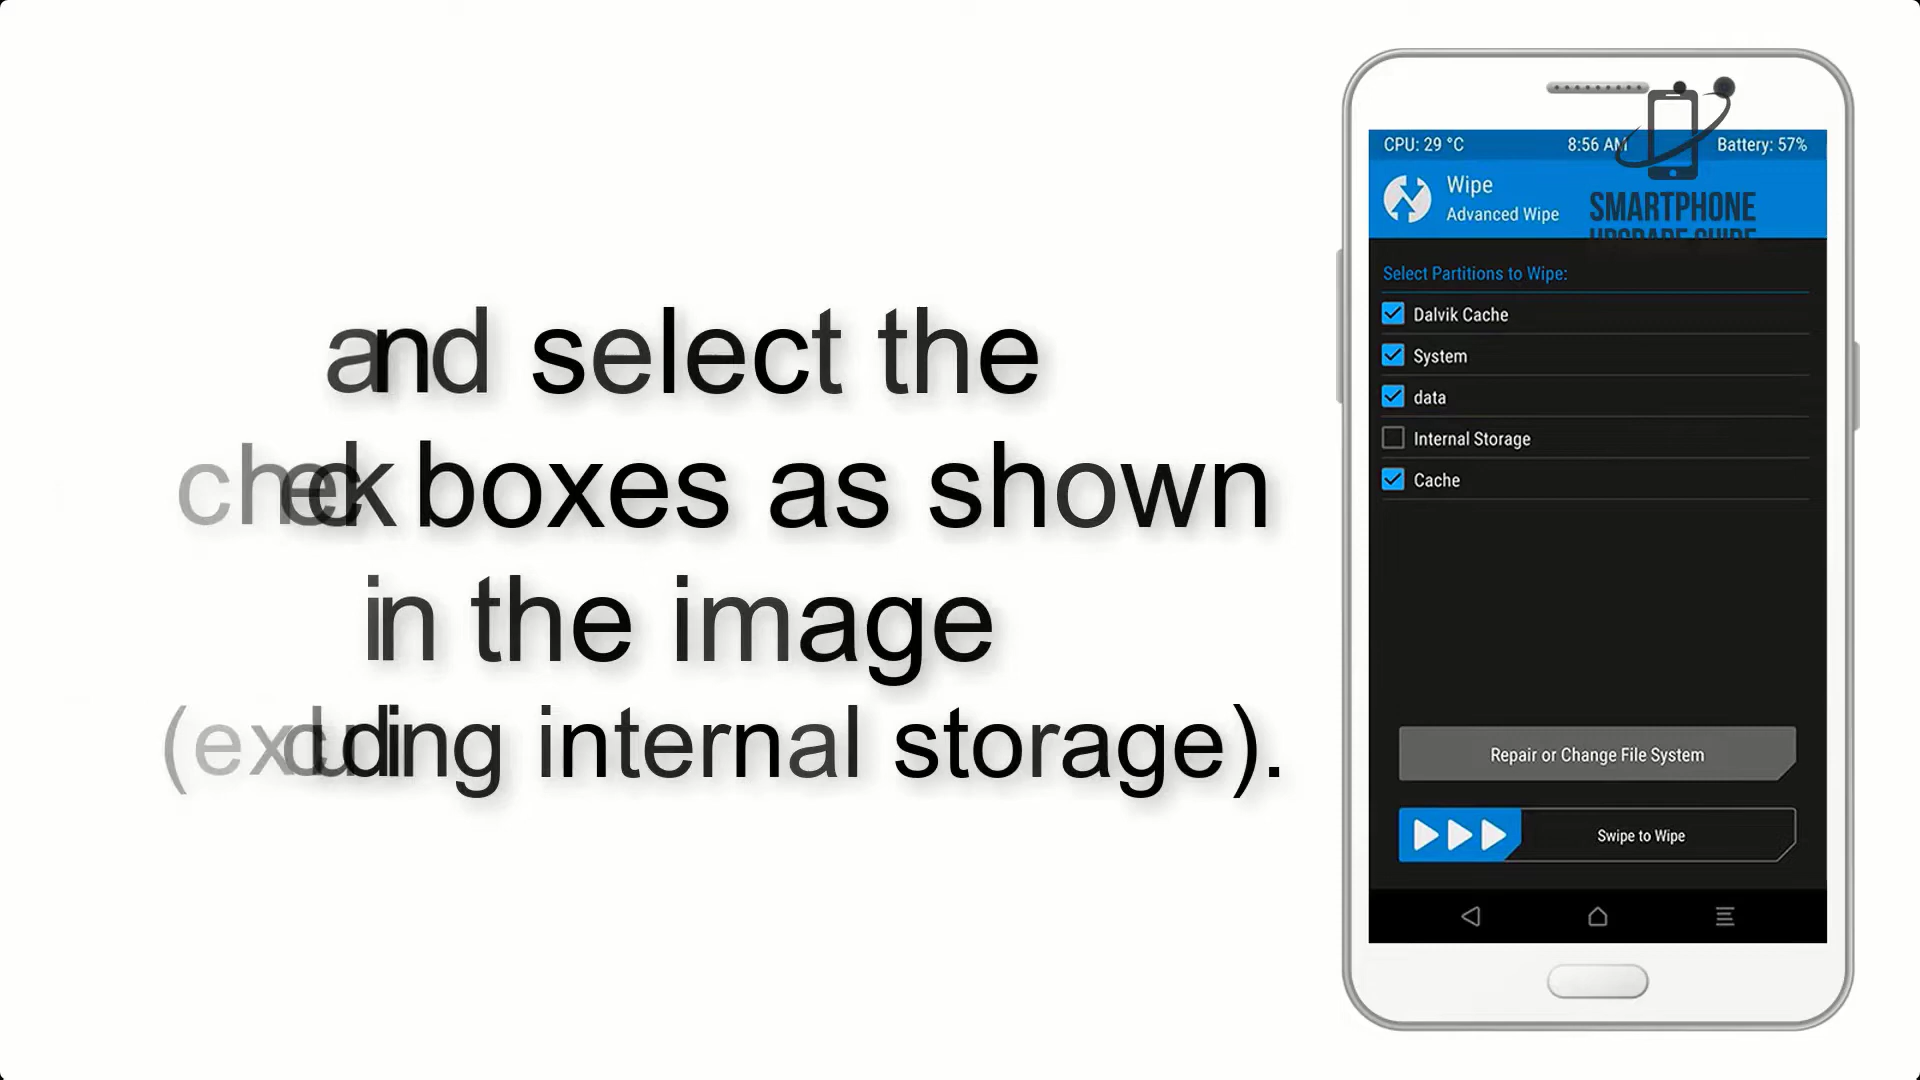 and select the
check boxes as shown
in the image
(excluding internal storage).
CPU: 29 °C 8:56 AM Battery: 57%
Wipe
Advanced Wipe
SMARTPHONE
UPGRADE GUIDE
Select Partitions to Wipe:
Dalvik Cache
System
data
Internal Storage
Cache
Repair or Change File System
Swipe to Wipe